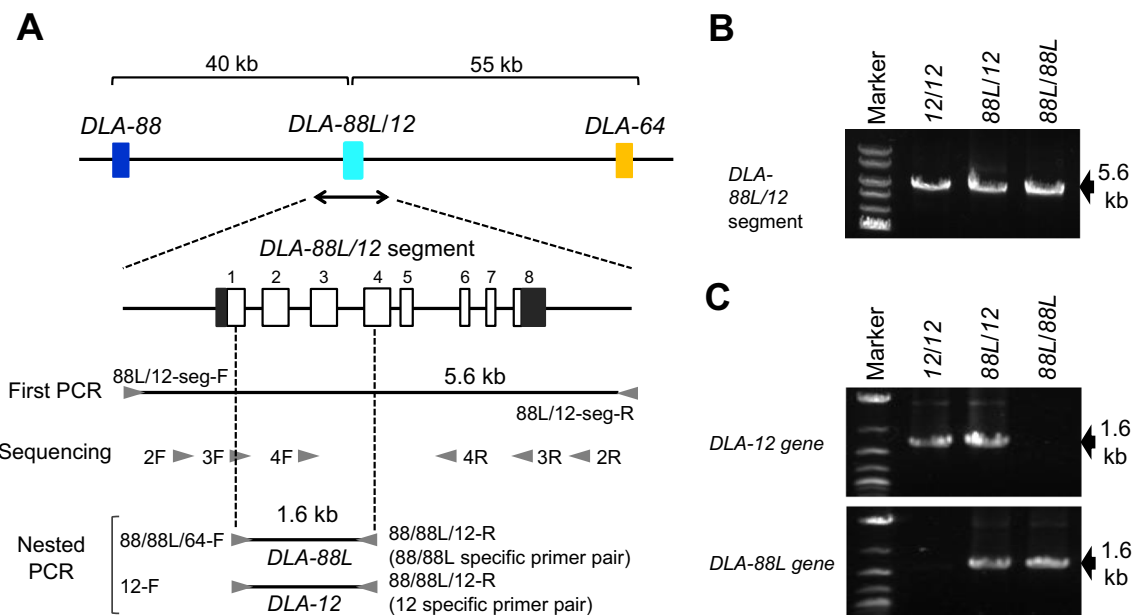 A
40 kb 55 kb
DLA-88 DLA-88L/12 DLA-64
DLA-88L/12 segment
1 2 3 4 5 6 7 8
88L/12-seg-F 5.6 kb
First PCR
88L/12-seg-R
Sequencing
2F 3F 4F 4R 3R 2R
1.6 kb
Nested
PCR
88/88L/64-F 88/88L/12-R
DLA-88L (88/88L specific primer pair)
12-F 88/88L/12-R
DLA-12 (12 specific primer pair)
B
Marker 12/12 88L/12 88L/88L
DLA-
88L/12
segment
5.6
kb
C
Marker 12/12 88L/12 88L/88L
DLA-12 gene
1.6
kb
DLA-88L gene
1.6
kb